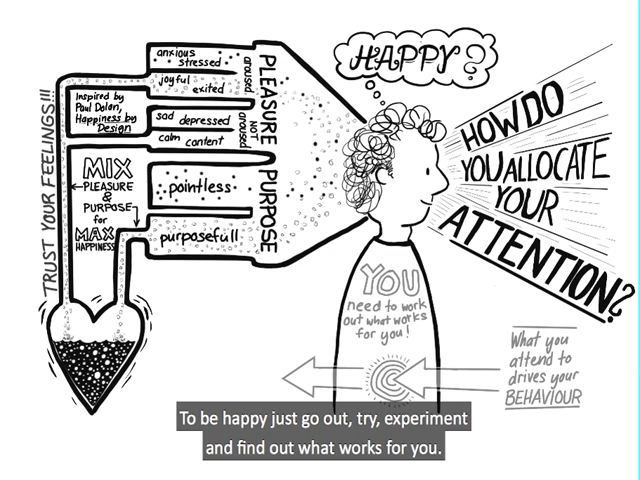 TRUST YOUR FEELINGS!!!
anxious
stressed
joyful
exited
aroused
Inspired by
Paul Dolan,
Happiness by
Design
sad depressed
calm content
NOT
aroused
PLEASURE
MIX
PLEASURE
&
PURPOSE
for
MAX
HAPPINESS
pointless
purposefull
PURPOSE
HAPPY?
HOW DO
YOU ALLOCATE
YOUR
ATTENTION?
YOU
need to work
out what works
for you!
What you
attend to
drives your
BEHAVIOUR
To be happy just go out, try, experiment
and find out what works for you.